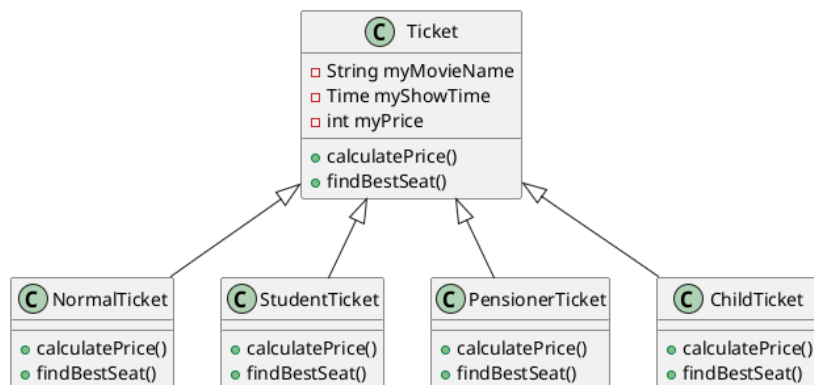 C Ticket
String myMovieName
Time myShowTime
int myPrice
calculatePrice()
findBestSeat()
C NormalTicket
calculatePrice()
findBestSeat()
C StudentTicket
calculatePrice()
findBestSeat()
C PensionerTicket
calculatePrice()
findBestSeat()
C ChildTicket
calculatePrice()
findBestSeat()